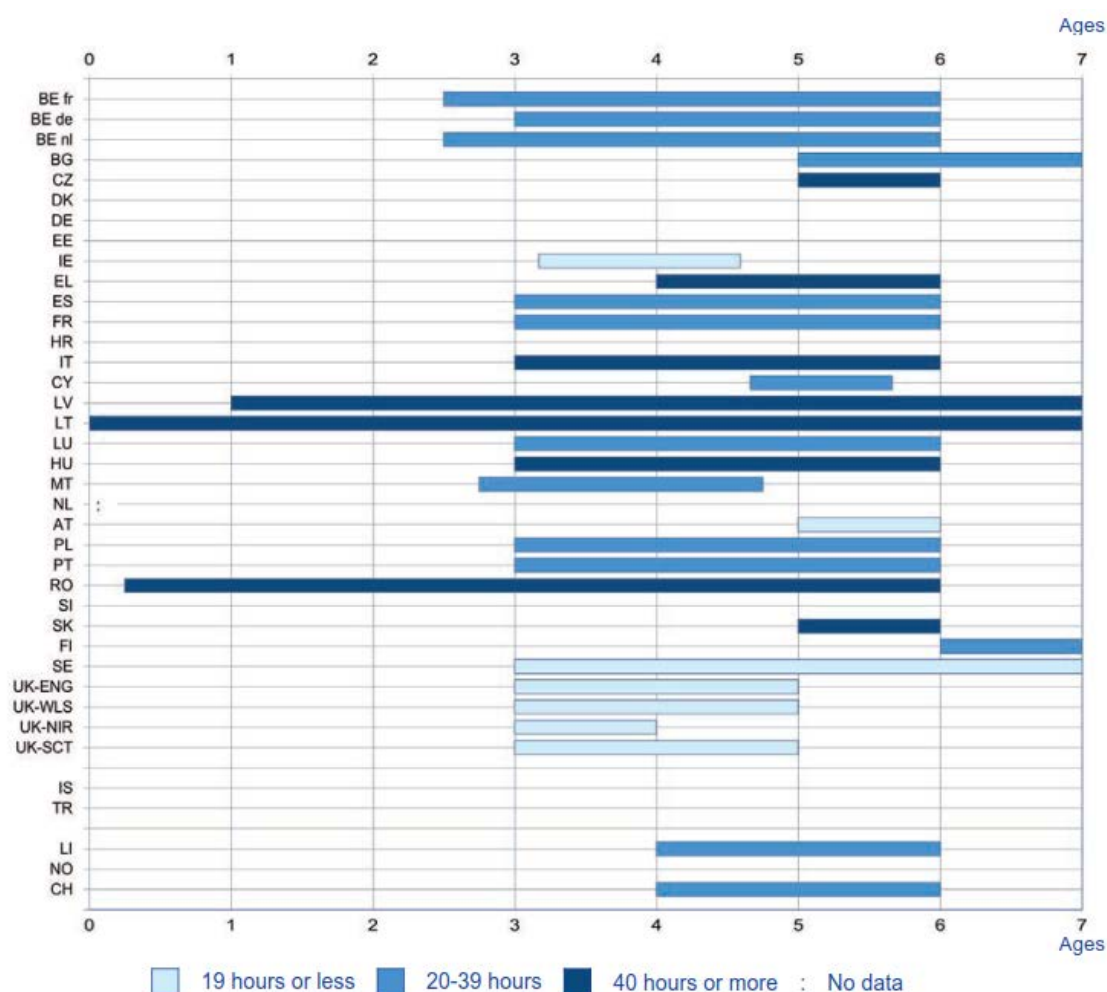 Ages
0 1 2 3 4 5 6 7
BE fr
BE de
BE nl
BG
CZ
DK
DE
EE
IE
EL
ES
FR
HR
IT
CY
LV
LT
LU
HU
MT
NL :
AT
PL
PT
RO
SI
SK
FI
SE
UK-ENG
UK-WLS
UK-NIR
UK-SCT
IS
TR
LI
NO
CH
0 1 2 3 4 5 6 7
Ages
19 hours or less 20-39 hours 40 hours or more : No data